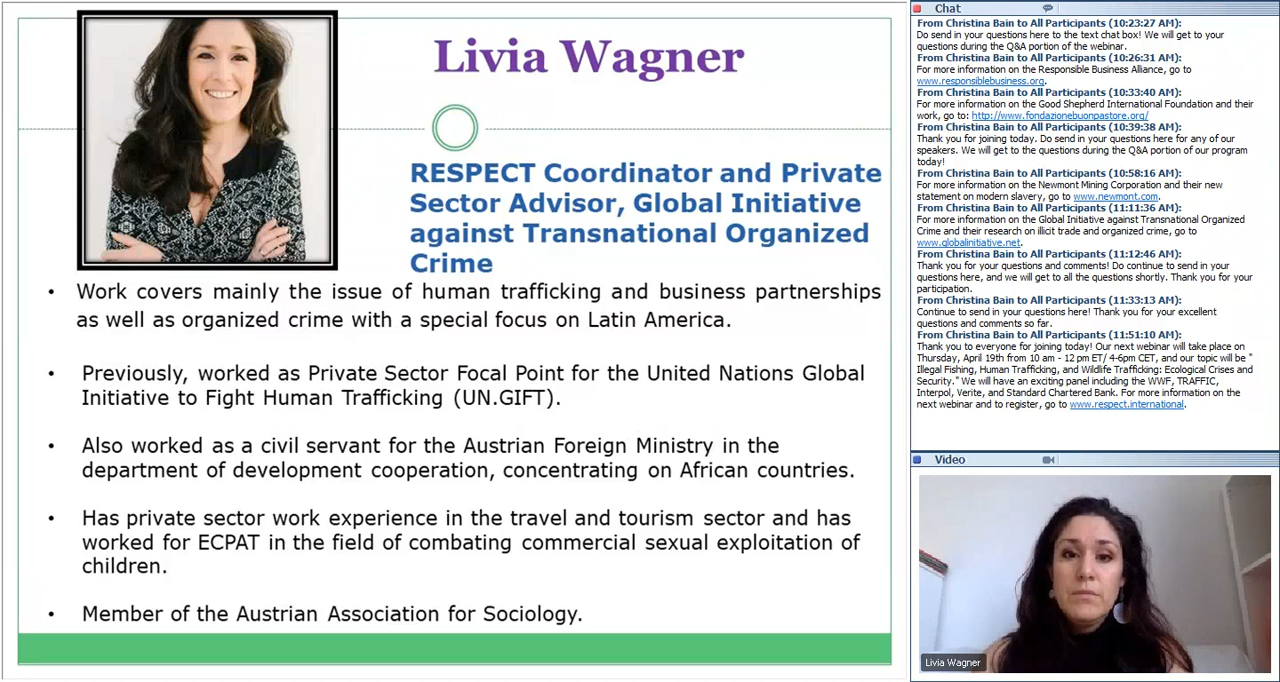 Livia Wagner
RESPECT Coordinator and Private
Sector Advisor, Global Initiative
against Transnational Organized
Crime
• Work covers mainly the issue of human trafficking and business partnerships
as well as organized crime with a special focus on Latin America.
• Previously, worked as Private Sector Focal Point for the United Nations Global
Initiative to Fight Human Trafficking (UN.GIFT).
• Also worked as a civil servant for the Austrian Foreign Ministry in the
department of development cooperation, concentrating on African countries.
• Has private sector work experience in the travel and tourism sector and has
worked for ECPAT in the field of combating commercial sexual exploitation of
children.
• Member of the Austrian Association for Sociology.
Chat
From Christina Bain to All Participants (10:23:27 AM):
Do send in your questions here to the text chat box! We will get to your
questions during the Q&A portion of the webinar.
From Christina Bain to All Participants (10:26:31 AM):
For more information on the Responsible Business Alliance, go to
www.responsiblebusiness.org.
From Christina Bain to All Participants (10:33:40 AM):
For more information on the Good Shepherd International Foundation and their
work, go to: http://www.fondazionebuonpastore.org/
From Christina Bain to All Participants (10:39:38 AM):
Thank you for joining today. Do send in your questions here for any of our
speakers. We will get to the questions during the Q&A portion of our program
today!
From Christina Bain to All Participants (10:58:16 AM):
For more information on the Newmont Mining Corporation and their new
statement on modern slavery, go to www.newmont.com.
From Christina Bain to All Participants (11:11:36 AM):
For more information on the Global Initiative against Transnational Organized
Crime and their research on illicit trade and organized crime, go to
www.globalinitiative.net.
From Christina Bain to All Participants (11:12:46 AM):
Thank you for your questions and comments! Do continue to send in your
questions here, and we will get to all the questions shortly. Thank you for your
participation.
From Christina Bain to All Participants (11:33:13 AM):
Continue to send in your questions here! Thank you for your excellent
questions and comments so far.
From Christina Bain to All Participants (11:51:10 AM):
Thank you to everyone for joining today! Our next webinar will take place on
Thursday, April 19th from 10 am - 12 pm ET/ 4-6pm CET, and our topic will be "
Illegal Fishing, Human Trafficking, and Wildlife Trafficking: Ecological Crises and
Security." We will have an exciting panel including the WWF, TRAFFIC,
Interpol, Verite, and Standard Chartered Bank. For more information on the
next webinar and to register, go to www.respect.international.
Video
Livia Wagner